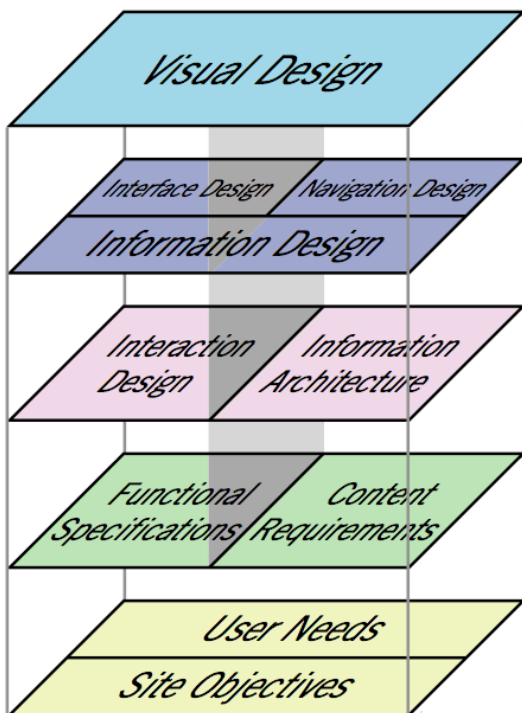 Visual Design
Interface Design
Navigation Design
Information Design
Interaction
Design
Information
Architecture
Functional
Specifications
Content
Requirements
User Needs
Site Objectives